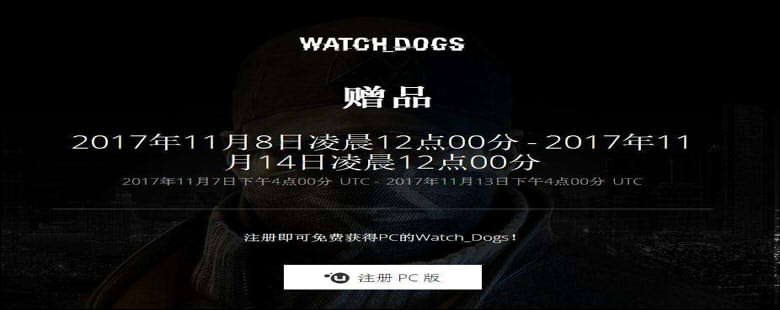 WATCH_DOGS
赠品
2017年11月8日凌晨12点00分 - 2017年11
月14日凌晨12点00分
2017年11月7日下午4点00分 UTC - 2017年11月13日下午4点00分 UTC
注册即可免费获得PC的Watch_Dogs!
注册 PC 版